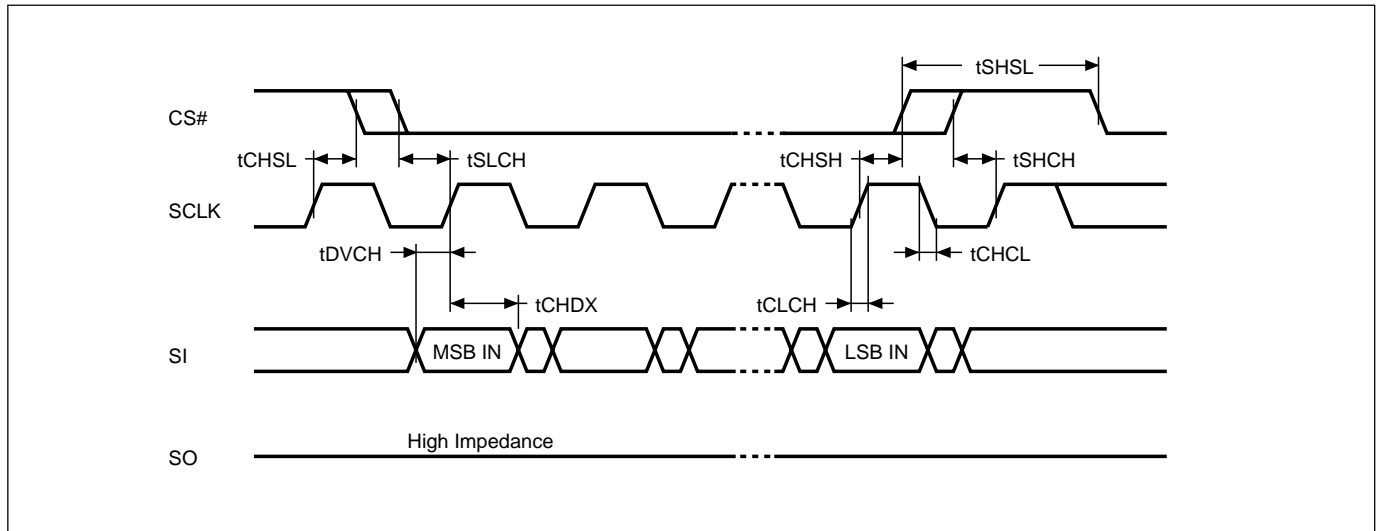 tSHSL
CS#
tCHSL
tSLCH
tCHSH
tSHCH
SCLK
tDVCH
tCHCL
tCHDX
tCLCH
SI
MSB IN
LSB IN
High Impedance
SO